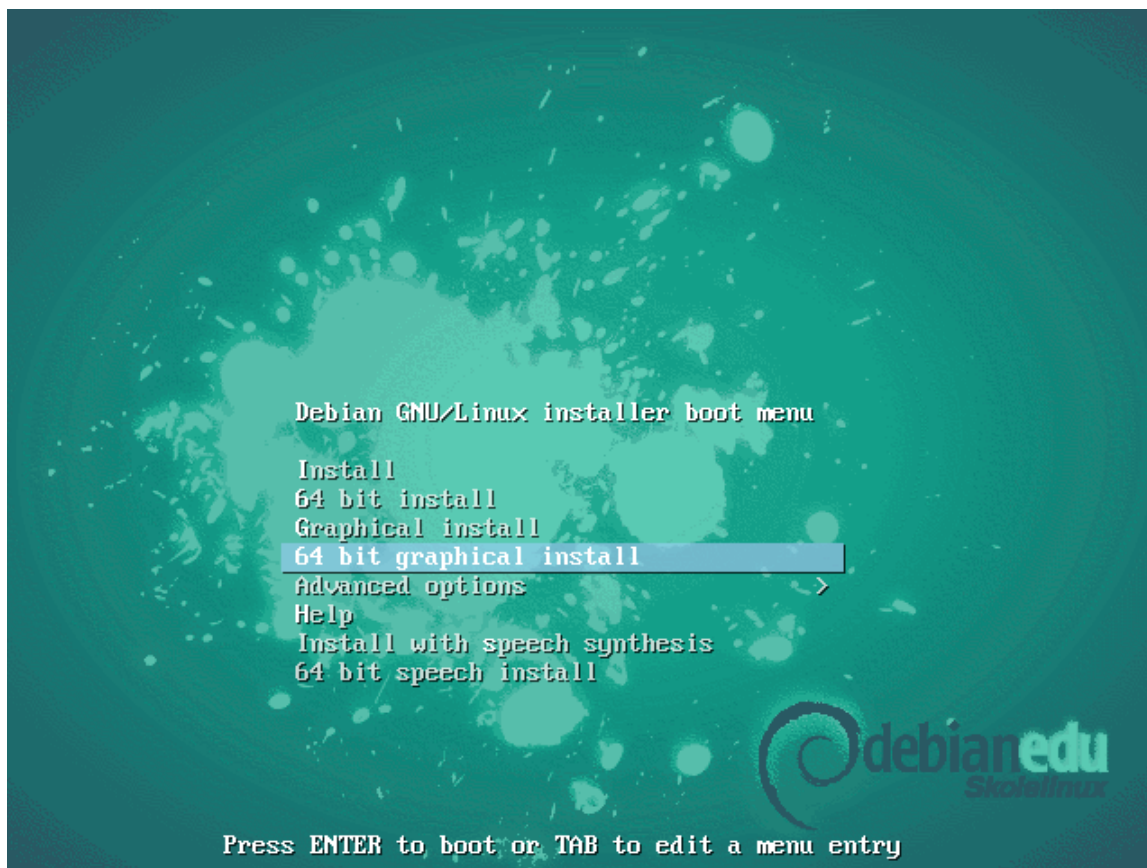 Debian GNU/Linux installer boot menu
Install
64 bit install
Graphical install
64 bit graphical install
Advanced options >
Help
Install with speech synthesis
64 bit speech install
debianedu
Skolelinux
Press ENTER to boot or TAB to edit a menu entry